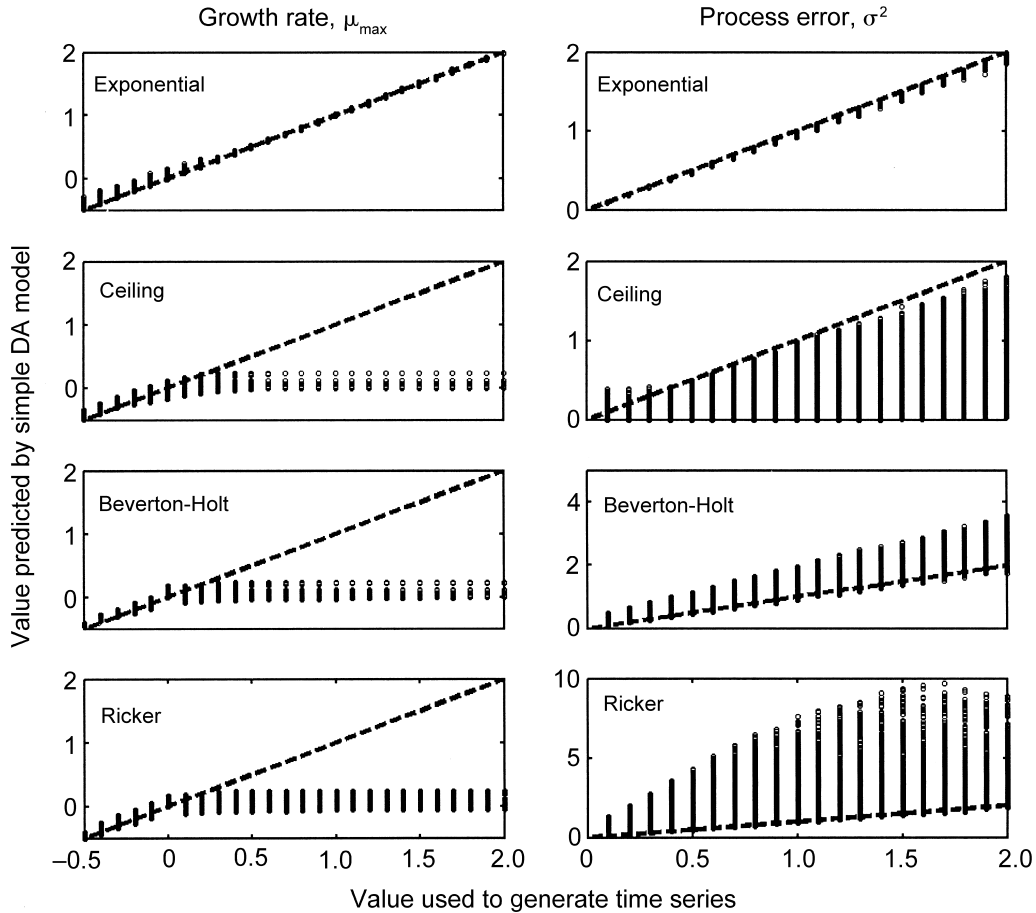 Growth rate, μmax
Process error, σ²
Value predicted by simple DA model
2
1
0
Exponential
2
1
0
Exponential
2
1
0
Ceiling
2
1
0
Ceiling
2
1
0
Beverton-Holt
4
2
0
Beverton-Holt
2
1
0
Ricker
10
5
0
Ricker
–0.5 0 0.5 1.0 1.5 2.0
0 0.5 1.0 1.5 2.0
Value used to generate time series